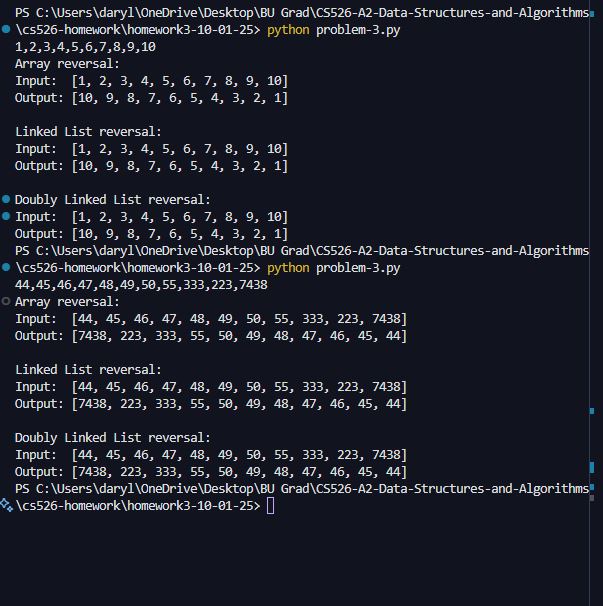 PS C:\Users\daryl\OneDrive\Desktop\BU Grad\CS526-A2-Data-Structures-and-Algorithms
\cs526-homework\homework3-10-01-25> python problem-3.py
1,2,3,4,5,6,7,8,9,10
Array reversal:
Input:  [1, 2, 3, 4, 5, 6, 7, 8, 9, 10]
Output: [10, 9, 8, 7, 6, 5, 4, 3, 2, 1]

Linked List reversal:
Input:  [1, 2, 3, 4, 5, 6, 7, 8, 9, 10]
Output: [10, 9, 8, 7, 6, 5, 4, 3, 2, 1]

Doubly Linked List reversal:
Input:  [1, 2, 3, 4, 5, 6, 7, 8, 9, 10]
Output: [10, 9, 8, 7, 6, 5, 4, 3, 2, 1]
PS C:\Users\daryl\OneDrive\Desktop\BU Grad\CS526-A2-Data-Structures-and-Algorithms
\cs526-homework\homework3-10-01-25> python problem-3.py
44,45,46,47,48,49,50,55,333,223,7438
Array reversal:
Input:  [44, 45, 46, 47, 48, 49, 50, 55, 333, 223, 7438]
Output: [7438, 223, 333, 55, 50, 49, 48, 47, 46, 45, 44]

Linked List reversal:
Input:  [44, 45, 46, 47, 48, 49, 50, 55, 333, 223, 7438]
Output: [7438, 223, 333, 55, 50, 49, 48, 47, 46, 45, 44]

Doubly Linked List reversal:
Input:  [44, 45, 46, 47, 48, 49, 50, 55, 333, 223, 7438]
Output: [7438, 223, 333, 55, 50, 49, 48, 47, 46, 45, 44]
PS C:\Users\daryl\OneDrive\Desktop\BU Grad\CS526-A2-Data-Structures-and-Algorithms
\cs526-homework\homework3-10-01-25>